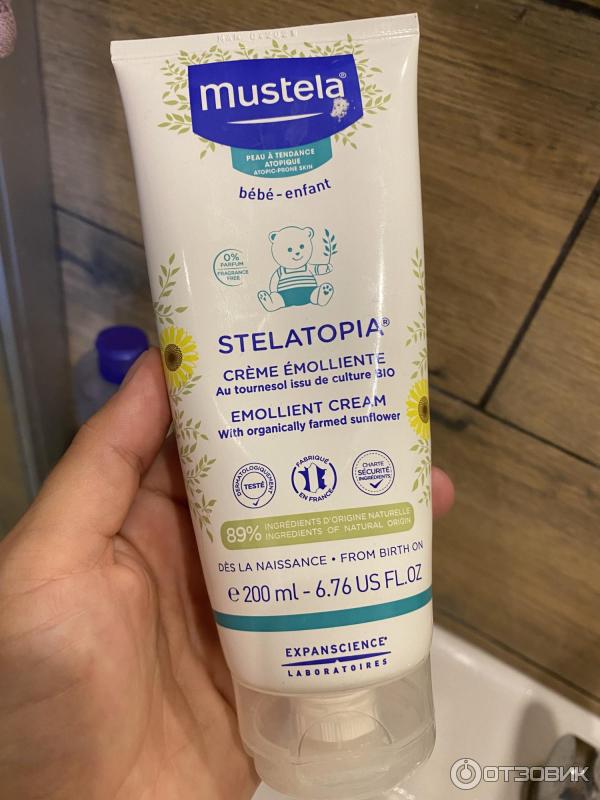 mustela®
PEAU À TENDANCE
ATOPIQUE
ATOPIC-PRONE SKIN
bébé-enfant
0%
PARFUM
FRAGRANCE
FREE
STELATOPIA®
CRÈME ÉMOLLIENTE
Au tournesol issu de culture BIO
EMOLLIENT CREAM
With organically farmed sunflower
DERMATOLOGIQUEMENT
TESTÉ
FABRIQUÉ
EN FRANCE
CHARTE
SÉCURITÉ
INGRÉDIENTS
89% INGRÉDIENTS D'ORIGINE NATURELLE
INGREDIENTS OF NATURAL ORIGIN
DÈS LA NAISSANCE • FROM BIRTH ON
e 200 ml - 6.76 US FL.OZ
EXPANSCIENCE®
LABORATOIRES
ОТЗОВИК